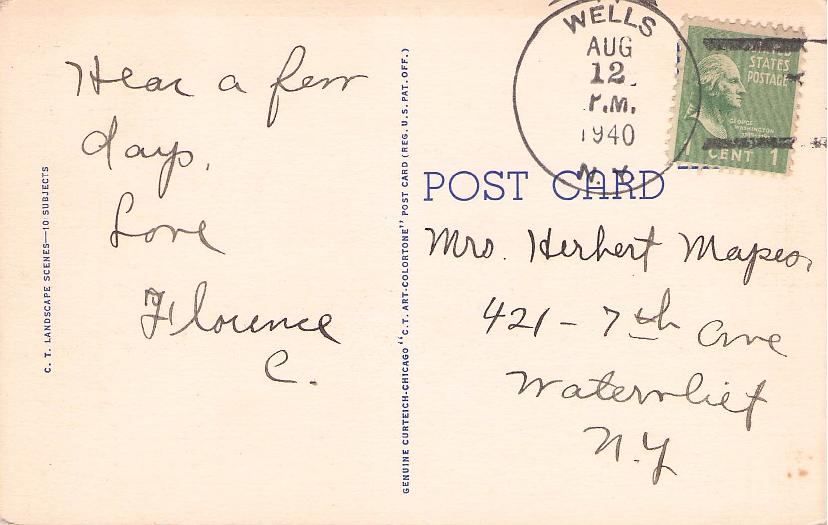 Hear a few
days.
Love
Florence
C.
C. T. LANDSCAPE SCENES—10 SUBJECTS
GENUINE CURTEICH-CHICAGO "C.T. ART-COLORTONE" POST CARD (REG. U.S. PAT. OFF.)
WELLS
AUG
12
P.M.
1940
N. Y.
UNITED
STATES
POSTAGE
GEORGE
WASHINGTON
1 CENT 1
POST CARD
Mrs. Herbert Mapes,
421 - 7th Ave
Watervliet
N.Y